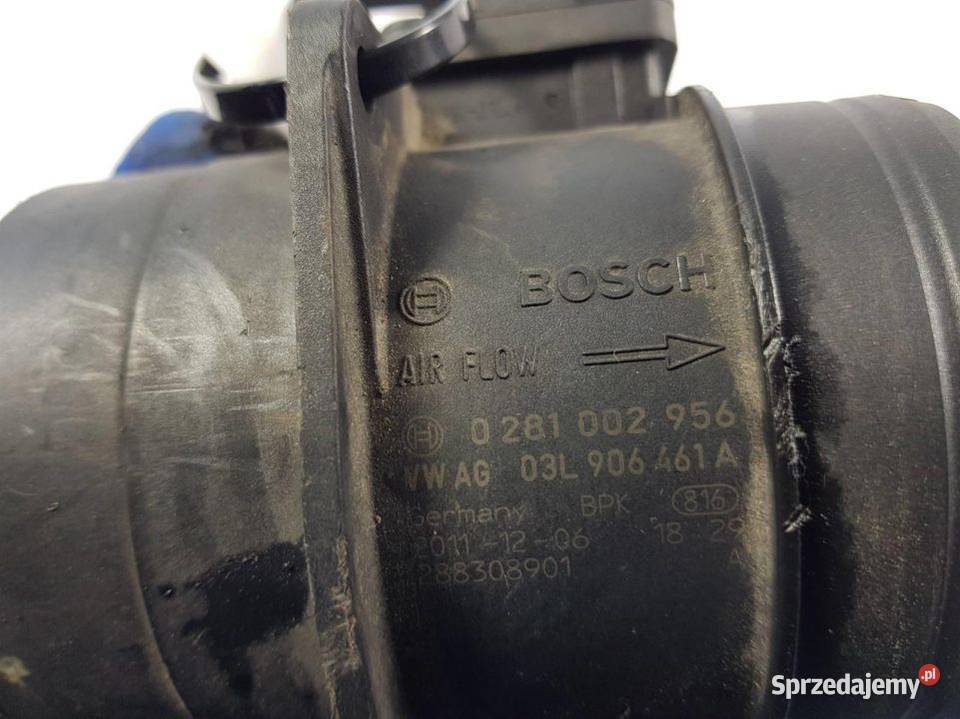 BOSCH
AIR FLOW
0 281 002 956
VW AG 03L 906 461 A
Germany BPK 816
2011-12-06 18 29
288308901 A
Sprzedajemy.pl